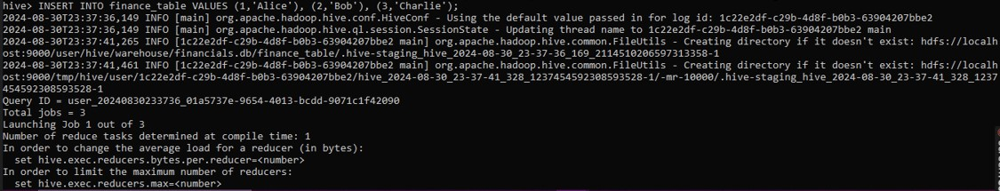 hive> INSERT INTO finance_table VALUES (1,'Alice'), (2,'Bob'), (3,'Charlie');
2024-08-30T23:37:36,149 INFO [main] org.apache.hadoop.hive.conf.HiveConf - Using the default value passed in for log id: 1c22e2df-c29b-4d8f-b0b3-63904207bbe2
2024-08-30T23:37:36,149 INFO [main] org.apache.hadoop.hive.ql.session.SessionState - Updating thread name to 1c22e2df-c29b-4d8f-b0b3-63904207bbe2 main
2024-08-30T23:37:41,265 INFO [1c22e2df-c29b-4d8f-b0b3-63904207bbe2 main] org.apache.hadoop.hive.common.FileUtils - Creating directory if it doesn't exist: hdfs://localh
ost:9000/user/hive/warehouse/financials.db/finance_table/.hive-staging_hive_2024-08-30_23-37-36_169_2114510206597313358-1
2024-08-30T23:37:41,461 INFO [1c22e2df-c29b-4d8f-b0b3-63904207bbe2 main] org.apache.hadoop.hive.common.FileUtils - Creating directory if it doesn't exist: hdfs://localh
ost:9000/tmp/hive/user/1c22e2df-c29b-4d8f-b0b3-63904207bbe2/hive_2024-08-30_23-37-41_328_1237454592308593528-1/-mr-10000/.hive-staging_hive_2024-08-30_23-37-41_328_1237
454592308593528-1
Query ID = user_20240830233736_01a5737e-9654-4013-bcdd-9071c1f42090
Total jobs = 3
Launching Job 1 out of 3
Number of reduce tasks determined at compile time: 1
In order to change the average load for a reducer (in bytes):
  set hive.exec.reducers.bytes.per.reducer=<number>
In order to limit the maximum number of reducers:
  set hive.exec.reducers.max=<number>